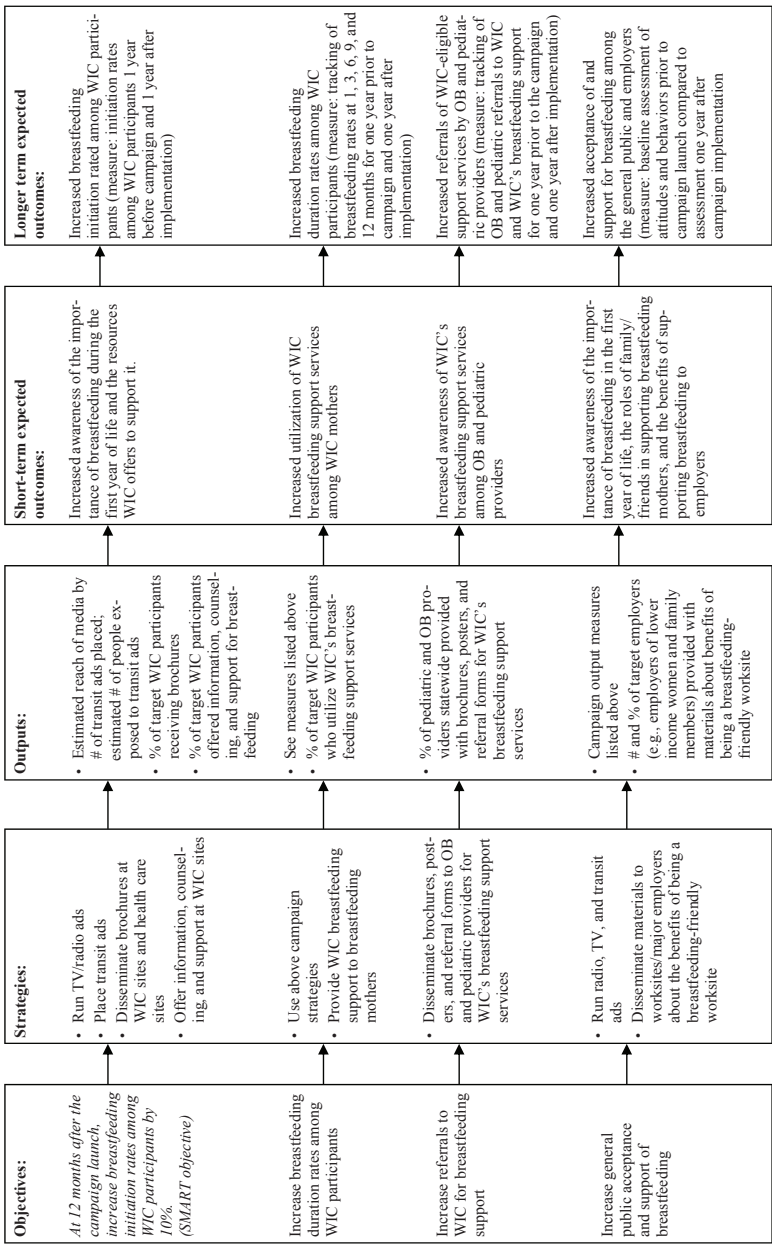 Objectives:
At 12 months after the
campaign launch,
increase breastfeeding
initiation rates among
WIC participants by
10%.
(SMART objective)
Increase breastfeeding
duration rates among
WIC participants
Increase referrals to
WIC for breastfeeding
support
Increase general
public acceptance
and support of
breastfeeding
Strategies:
• Run TV/radio ads
• Place transit ads
• Disseminate brochures at
WIC sites and health care
sites
• Offer information, counsel-
ing, and support at WIC sites
• Use above campaign
strategies
• Provide WIC breastfeeding
support to breastfeeding
mothers
• Disseminate brochures, post-
ers, and referral forms to OB
and pediatric providers for
WIC's breastfeeding support
services
• Run radio, TV, and transit
ads
• Disseminate materials to
worksites/major employers
about the benefits of being a
breastfeeding-friendly
worksite
Outputs:
• Estimated reach of media by
# of transit ads placed;
estimated # of people ex-
posed to transit ads
• % of target WIC participants
receiving brochures
• % of target WIC participants
offered information, counsel-
ing, and support for breast-
feeding
• See measures listed above
• % of target WIC participants
who utilize WIC's breast-
feeding support services
• % of pediatric and OB pro-
viders statewide provided
with brochures, posters, and
referral forms for WIC's
breastfeeding support
services
• Campaign output measures
listed above
• # and % of target employers
(e.g., employers of lower
income women and family
members) provided with
materials about benefits of
being a breastfeeding-
friendly worksite
Short-term expected
outcomes:
Increased awareness of the impor-
tance of breastfeeding during the
first year of life and the resources
WIC offers to support it.
Increased utilization of WIC
breastfeeding support services
among WIC mothers
Increased awareness of WIC's
breastfeeding support services
among OB and pediatric
providers
Increased awareness of the impor-
tance of breastfeeding in the first
year of life, the roles of family/
friends in supporting breastfeeding
mothers, and the benefits of sup-
porting breastfeeding to
employers
Longer term expected
outcomes:
Increased breastfeeding
initiation rated among WIC partici-
pants (measure: initiation rates
among WIC participants 1 year
before campaign and 1 year after
implementation)
Increased breastfeeding
duration rates among WIC
participants (measure: tracking of
breastfeeding rates at 1, 3, 6, 9, and
12 months for one year prior to
campaign and one year after
implementation)
Increased referrals of WIC-eligible
support services by OB and pediat-
ric providers (measure: tracking of
OB and pediatric referrals to WIC
and WIC's breastfeeding support
for one year prior to the campaign
and one year after implementation)
Increased acceptance of and
support for breastfeeding among
the general public and employers
(measure: baseline assessment of
attitudes and behaviors prior to
campaign launch compared to
assessment one year after
campaign implementation